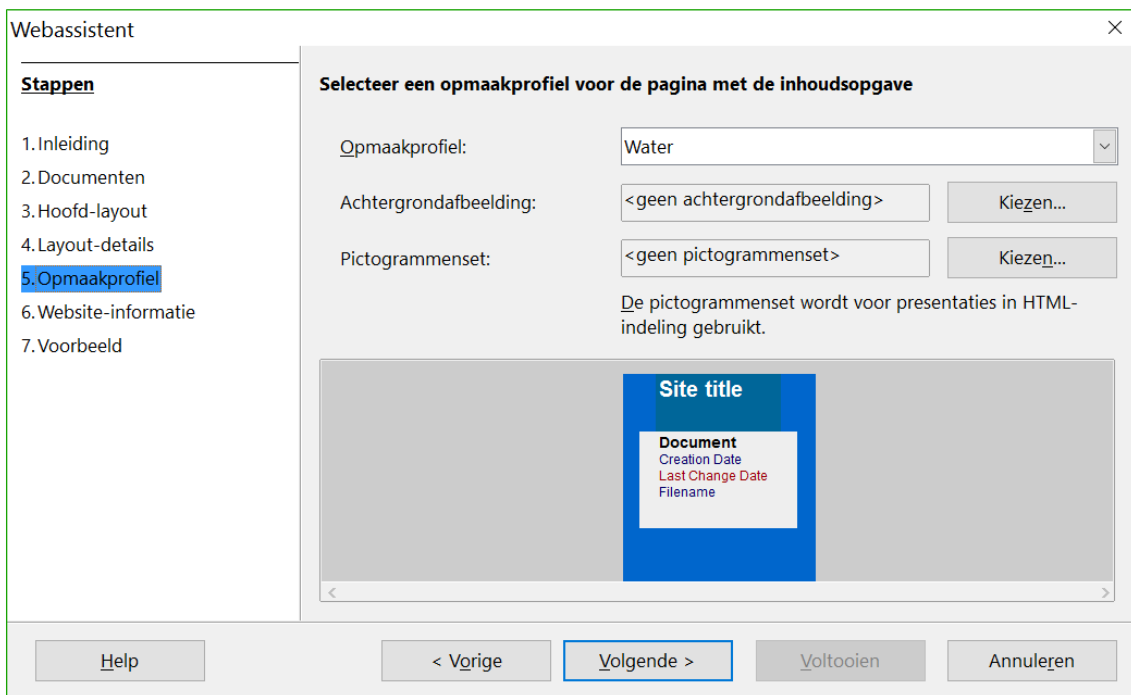 Webassistent
Stappen
1. Inleiding
2. Documenten
3. Hoofd-layout
4. Layout-details
5. Opmaakprofiel
6. Website-informatie
7. Voorbeeld
Selecteer een opmaakprofiel voor de pagina met de inhoudsopgave
Opmaakprofiel: Water
Achtergrondafbeelding: <geen achtergrondafbeelding> Kiezen...
Pictogrammenset: <geen pictogrammenset> Kiezen...
De pictogrammenset wordt voor presentaties in HTML-
indeling gebruikt.
Site title
Document
Creation Date
Last Change Date
Filename
Help < Vorige Volgende > Voltooien Annuleren